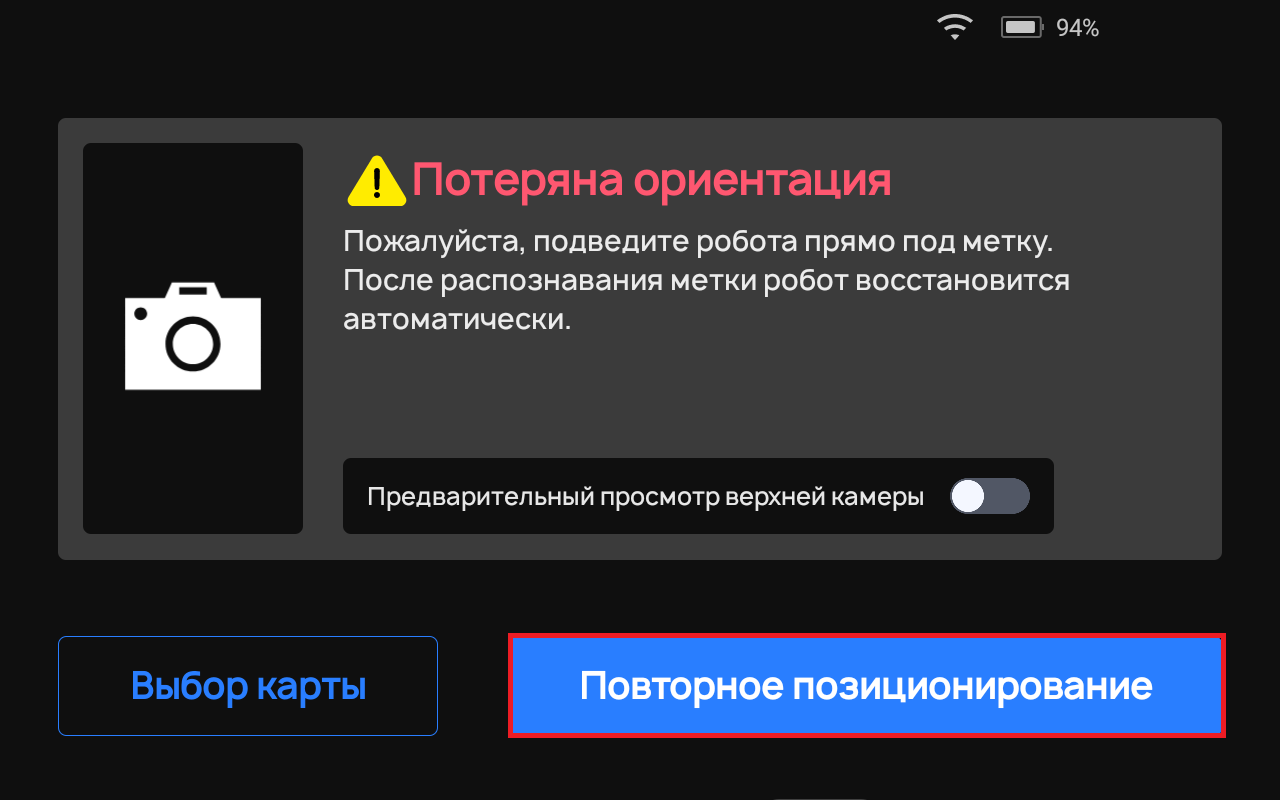 94%
Потеряна ориентация
Пожалуйста, подведите робота прямо под метку.
После распознавания метки робот восстановится
автоматически.
Предварительный просмотр верхней камеры
Выбор карты
Повторное позиционирование